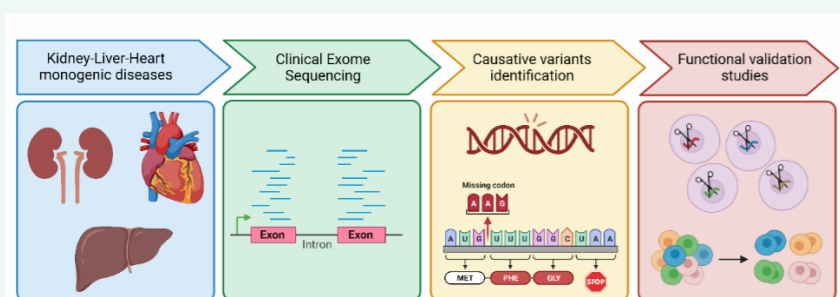 Kidney-Liver-Heart
monogenic diseases
Clinical Exome
Sequencing
Causative variants
identification
Functional validation
studies
Exon
Intron
Exon
Missing codon
A A G
A U G U U U G G C U A A
MET
PHE
GLY
STOP